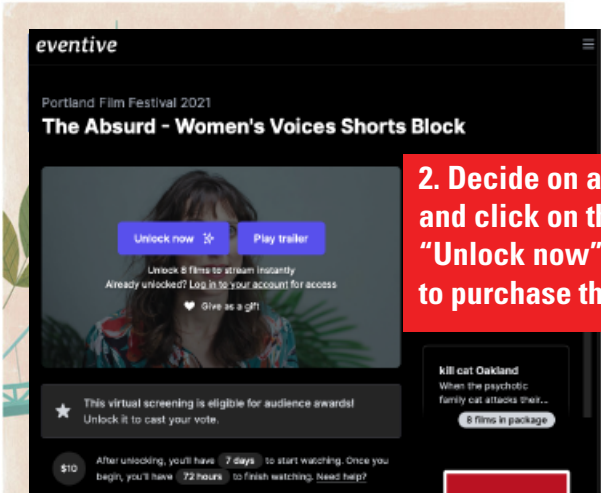 eventive
Portland Film Festival 2021
The Absurd - Women's Voices Shorts Block
2. Decide on a
and click on th
"Unlock now"
to purchase th
Unlock now
Play trailer
Unlock 8 films to stream instantly
Already unlocked? Log in to your account for access
Give as a gift
kill cat Oakland
When the psychotic
family cat attacks their...
8 films in package
This virtual screening is eligible for audience awards!
Unlock it to cast your vote.
$10
After unlocking, you'll have 7 days to start watching. Once you
begin, you'll have 72 hours to finish watching. Need help?